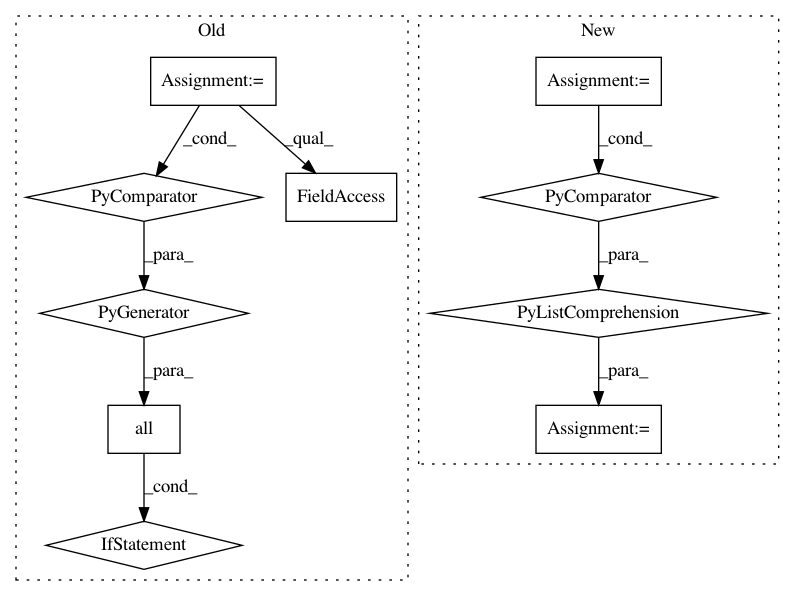 Old
New
Assignment:=
Assignment:=
_cond_
_qual_
_cond_
PyComparator
FieldAccess
PyComparator
_para_
_para_
PyGenerator
PyListComprehension
_para_
_para_
all
Assignment:=
_cond_
IfStatement